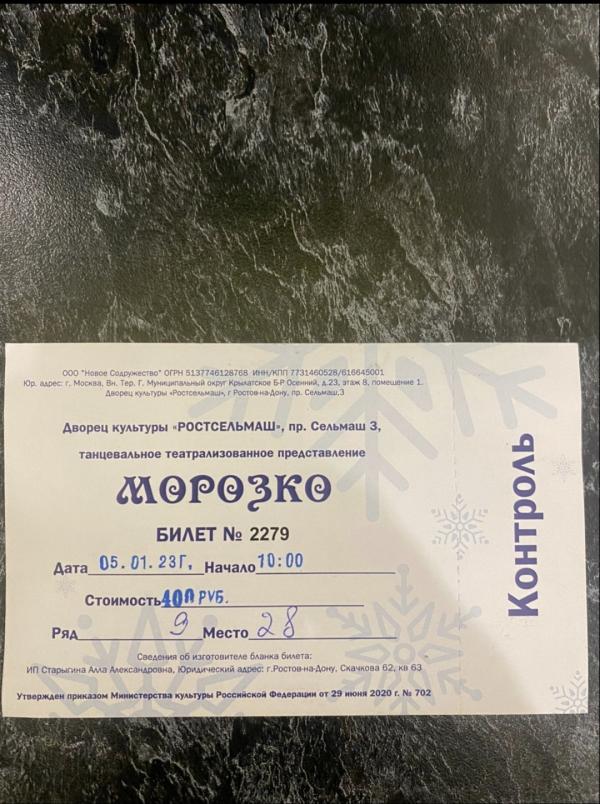 ООО "Новое Содружество" ОГРН 5137746128768 ИНН/КПП 7731460528/616645001
Юр. адрес: г. Москва, Вн. Тер. Г. Муниципальный округ Крылатское Б-Р Осенний, д.23, этаж 8, помещение 1.
Дворец культуры «Ростсельмаш», г Ростов-на-Дону, пр. Сельмаш,3
Дворец культуры «РОСТСЕЛЬМАШ», пр. Сельмаш 3,
танцевальное театрализованное представление
МОРОЗКО
БИЛЕТ № 2279
Дата 05.01.23г. Начало 10:00
Стоимость 400 РУБ.
Ряд 9 Место 28
Сведения об изготовителе бланка билета:
ИП Старыгина Алла Александровна, Юридический адрес: г.Ростов-на-Дону, Скачкова 62, кв 63
Утвержден приказом Министерства культуры Российской Федерации от 29 июня 2020 г. № 702
Контроль